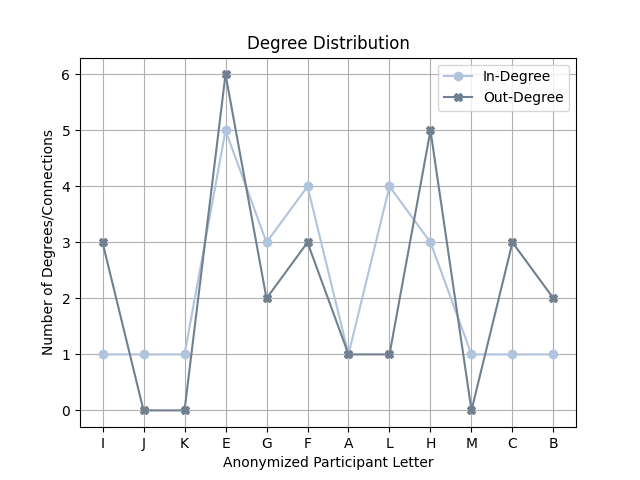 Degree Distribution
In-Degree
Out-Degree
Number of Degrees/Connections
6
5
4
3
2
1
0
I J K E G F A L H M C B
Anonymized Participant Letter